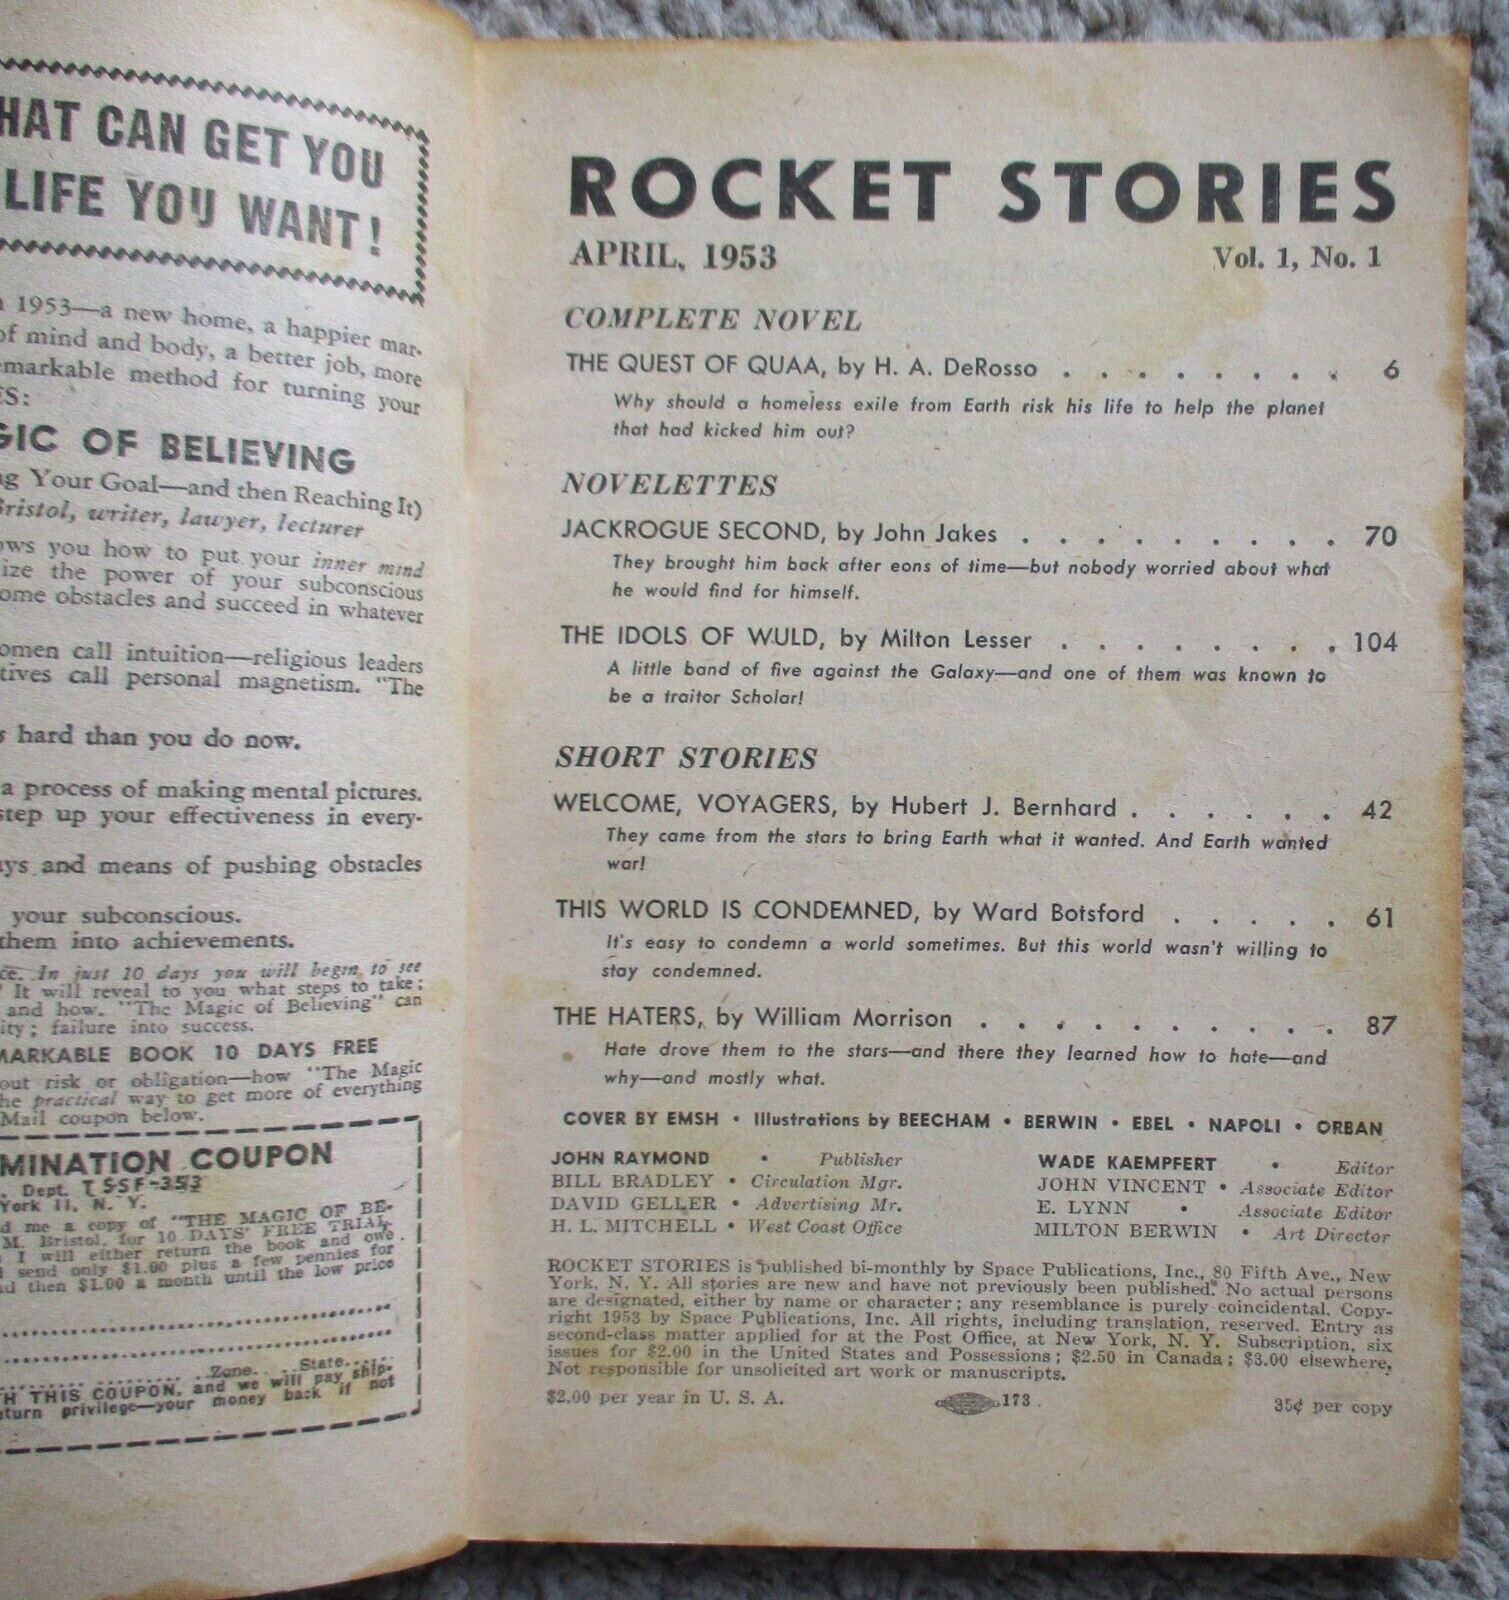 HAT CAN GET YOU
LIFE YOU WANT!
1953—a new home, a happier mar-
of mind and body, a better job, more
markable method for turning your
ES:
GIC OF BELIEVING
ng Your Goal—and then Reaching It)
Bristol, writer, lawyer, lecturer
ows you how to put your inner mind
ize the power of your subconscious
ome obstacles and succeed in whatever
omen call intuition—religious leaders
tives call personal magnetism. "The
s hard than you do now.
a process of making mental pictures.
step up your effectiveness in every-
ays and means of pushing obstacles
your subconscious.
them into achievements.
ce. In just 10 days you will begin to see
It will reveal to you what steps to take;
and how. "The Magic of Believing" can
ity; failure into success.
MARKABLE BOOK 10 DAYS FREE
out risk or obligation—how "The Magic
he practical way to get more of everything
Mail coupon below.
MINATION COUPON
Dept. TSSF-353
York 11, N. Y.
d me a copy of "THE MAGIC OF BE-
M. Bristol, for 10 DAYS' FREE TRIAL.
I will either return the book and owe
send only $1.00 plus a few pennies for
nd then $1.00 a month until the low price
Zone. State
TH THIS COUPON, and we will pay ship-
eturn privilege—your money back if not
ROCKET STORIES
APRIL, 1953 Vol. 1, No. 1
COMPLETE NOVEL
THE QUEST OF QUAA, by H. A. DeRosso . . . . . . . . 6
Why should a homeless exile from Earth risk his life to help the planet
that had kicked him out?
NOVELETTES
JACKROGUE SECOND, by John Jakes . . . . . . . . . 70
They brought him back after eons of time—but nobody worried about what
he would find for himself.
THE IDOLS OF WULD, by Milton Lesser . . . . . . . . 104
A little band of five against the Galaxy—and one of them was known to
be a traitor Scholar!
SHORT STORIES
WELCOME, VOYAGERS, by Hubert J. Bernhard . . . . . . 42
They came from the stars to bring Earth what it wanted. And Earth wanted
war!
THIS WORLD IS CONDEMNED, by Ward Botsford . . . . . 61
It's easy to condemn a world sometimes. But this world wasn't willing to
stay condemned.
THE HATERS, by William Morrison . . . . . . . . . . 87
Hate drove them to the stars—and there they learned how to hate—and
why—and mostly what.
COVER BY EMSH • Illustrations by BEECHAM • BERWIN • EBEL • NAPOLI • ORBAN
JOHN RAYMOND • Publisher
BILL BRADLEY • Circulation Mgr.
DAVID GELLER • Advertising Mr.
H. L. MITCHELL • West Coast Office
WADE KAEMPFERT • Editor
JOHN VINCENT • Associate Editor
E. LYNN • Associate Editor
MILTON BERWIN • Art Director
ROCKET STORIES is published bi-monthly by Space Publications, Inc., 80 Fifth Ave., New
York, N. Y. All stories are new and have not previously been published. No actual persons
are designated, either by name or character; any resemblance is purely coincidental. Copy-
right 1953 by Space Publications, Inc. All rights, including translation, reserved. Entry as
second-class matter applied for at the Post Office, at New York, N. Y. Subscription, six
issues for $2.00 in the United States and Possessions; $2.50 in Canada; $3.00 elsewhere.
Not responsible for unsolicited art work or manuscripts.
$2.00 per year in U. S. A. 173 35¢ per copy